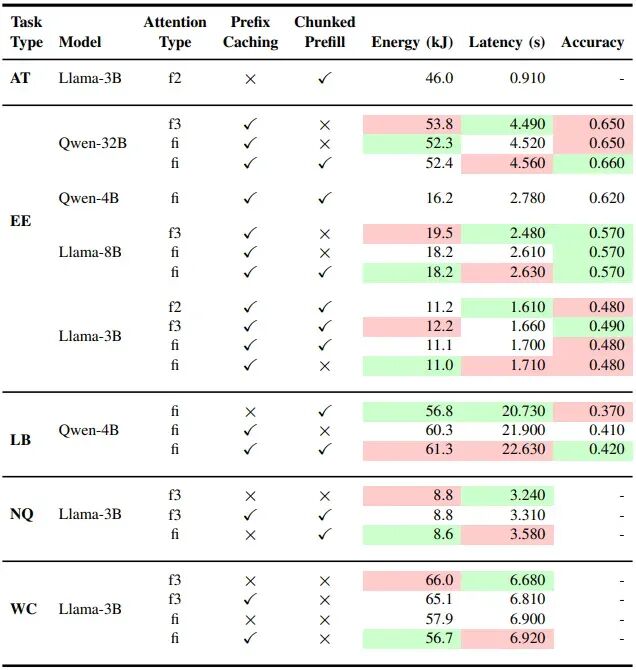 Task Attention Prefix Chunked
Type Model Type Caching Prefill Energy (kJ) Latency (s) Accuracy
AT Llama-3B f2 × ✓ 46.0 0.910 -
EE Qwen-32B f3 ✓ × 53.8 4.490 0.650
fi ✓ × 52.3 4.520 0.650
fi ✓ ✓ 52.4 4.560 0.660
Qwen-4B fi ✓ ✓ 16.2 2.780 0.620
Llama-8B f3 ✓ × 19.5 2.480 0.570
fi ✓ × 18.2 2.610 0.570
fi ✓ ✓ 18.2 2.630 0.570
Llama-3B f2 ✓ ✓ 11.2 1.610 0.480
f3 ✓ ✓ 12.2 1.660 0.490
fi ✓ ✓ 11.1 1.700 0.480
fi ✓ × 11.0 1.710 0.480
LB Qwen-4B fi × ✓ 56.8 20.730 0.370
fi ✓ × 60.3 21.900 0.410
fi ✓ ✓ 61.3 22.630 0.420
NQ Llama-3B f3 × × 8.8 3.240 -
f3 ✓ ✓ 8.8 3.310 -
fi × ✓ 8.6 3.580 -
WC Llama-3B f3 × × 66.0 6.680 -
f3 ✓ × 65.1 6.810 -
fi × × 57.9 6.900 -
fi ✓ × 56.7 6.920 -